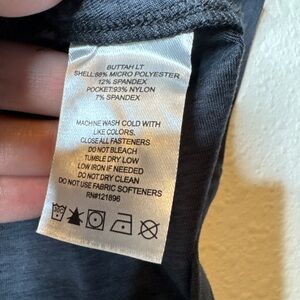 BUTTAH LT
SHELL:88% MICRO POLYESTER
12% SPANDEX
POCKET:93% NYLON
7% SPANDEX
MACHINE WASH COLD WITH
LIKE COLORS.
CLOSE ALL FASTENERS
DO NOT BLEACH
TUMBLE DRY LOW
LOW IRON IF NEEDED
DO NOT DRY CLEAN
DO NOT USE FABRIC SOFTENERS
RN#121896